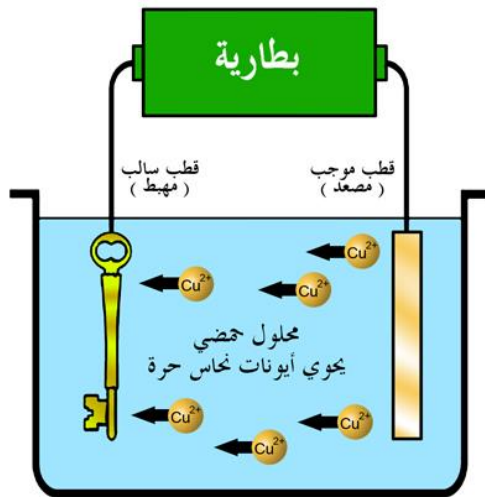 بطارية
قطب موجب
( مصعد )
قطب سالب
( مهبط )
Cu2+
Cu2+
Cu2+
محلول حمضي
يحوي أيونات نحاس حرة
Cu2+
Cu2+
Cu2+